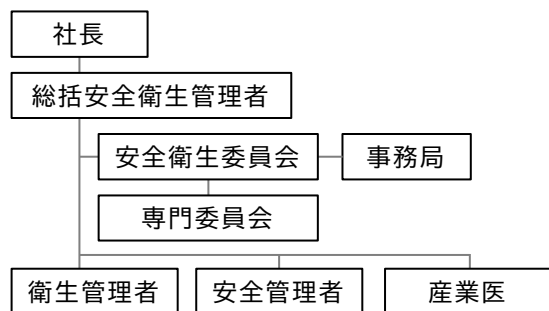 社長
総括安全衛生管理者
安全衛生委員会
事務局
専門委員会
衛生管理者
安全管理者
産業医